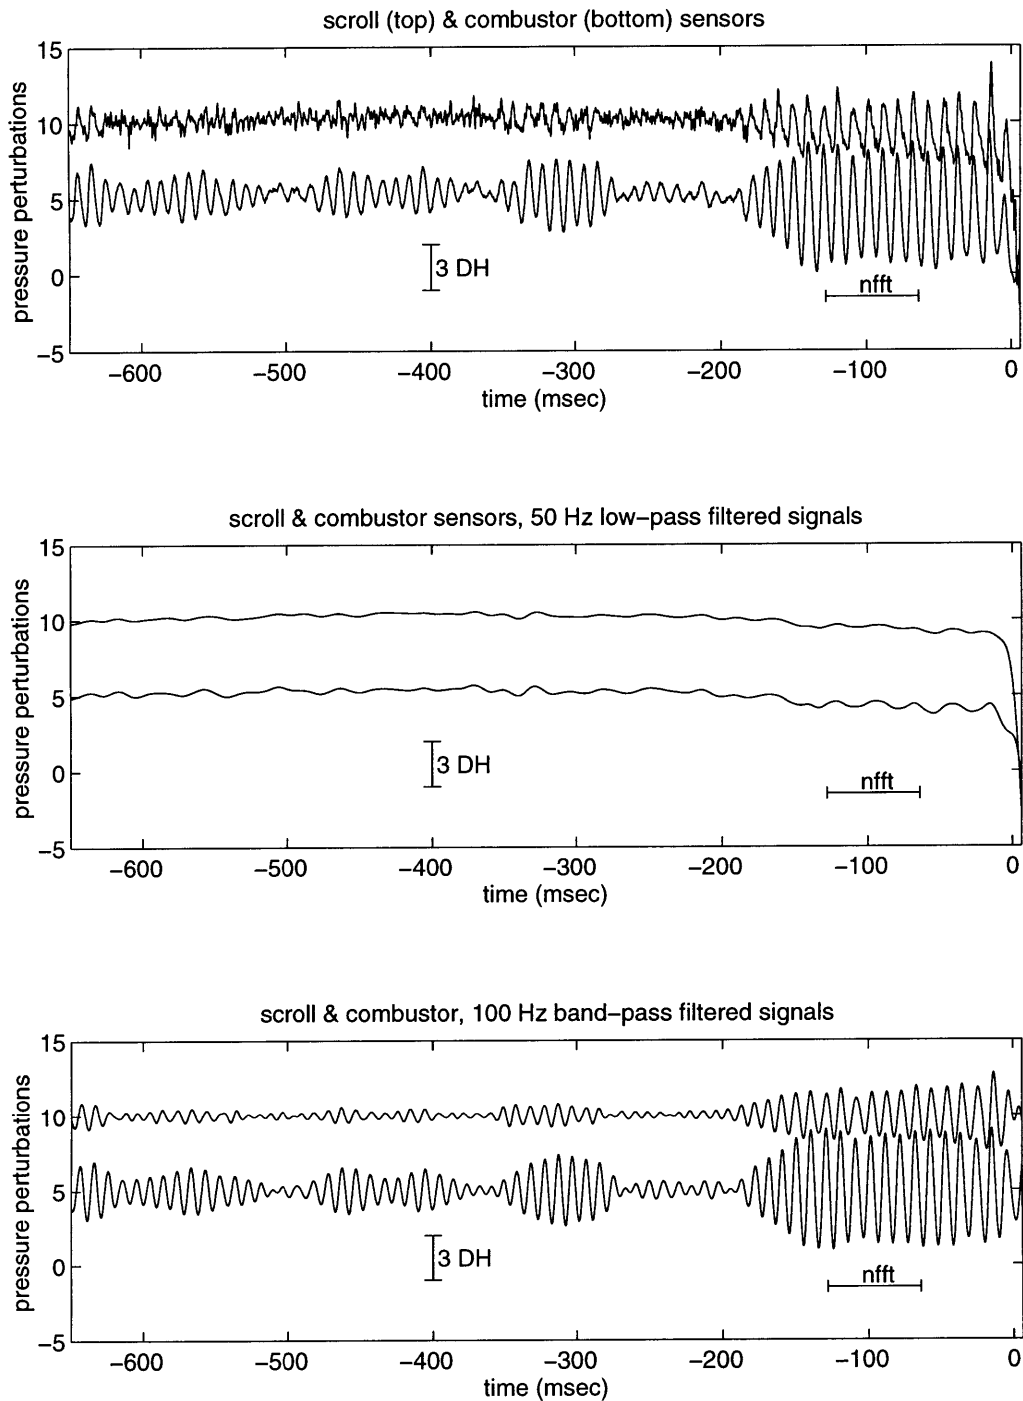 scroll (top) & combustor (bottom) sensors
15
10
5
0
−5
pressure perturbations
3 DH
nfft
−600
−500
−400
−300
−200
−100
0
time (msec)
scroll & combustor sensors, 50 Hz low−pass filtered signals
15
10
5
0
−5
pressure perturbations
3 DH
nfft
−600
−500
−400
−300
−200
−100
0
time (msec)
scroll & combustor, 100 Hz band−pass filtered signals
15
10
5
0
−5
pressure perturbations
3 DH
nfft
−600
−500
−400
−300
−200
−100
0
time (msec)